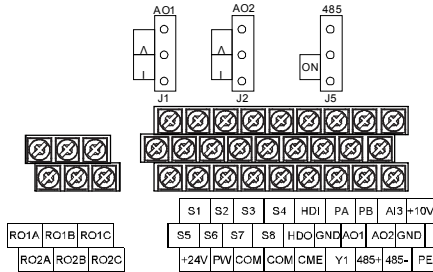 AO1 AO2 485
V V
I I ON
J1 J2 J5
S1 S2 S3 S4 HDI PA PB AI3 +10V
RO1A RO1B RO1C S5 S6 S7 S8 HDO GND AO1 AO2 GND
RO2A RO2B RO2C +24V PW COM COM CME Y1 485+ 485- PE